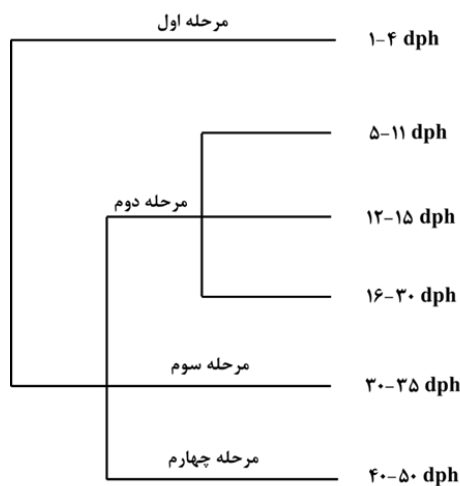 مرحله اول
۱-۴ dph
۵-۱۱ dph
مرحله دوم
۱۲-۱۵ dph
۱۶-۳۰ dph
مرحله سوم
۳۰-۳۵ dph
مرحله چهارم
۴۰-۵۰ dph